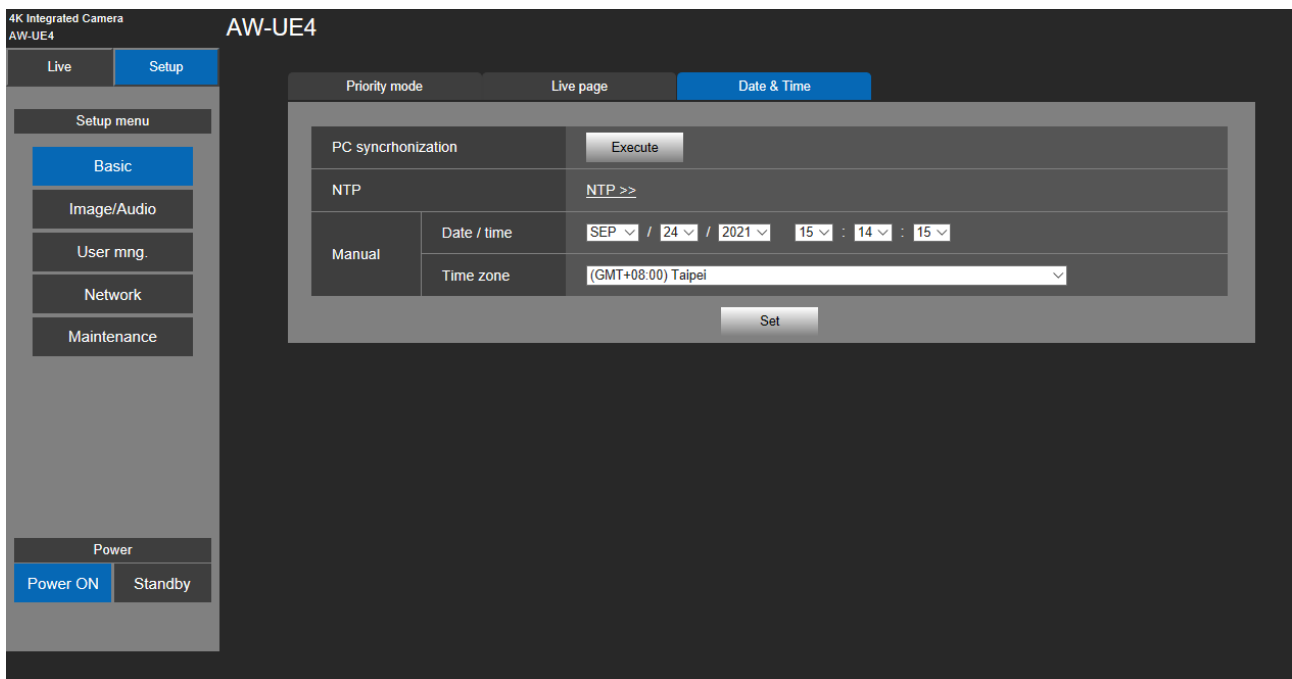 4K Integrated Camera
AW-UE4
AW-UE4
Live Setup
Priority mode Live page Date & Time
Setup menu
Basic
Image/Audio
User mng.
Network
Maintenance
PC syncrhonization Execute
NTP NTP >>
Manual
Date / time SEP / 24 / 2021 15 : 14 : 15
Time zone (GMT+08:00) Taipei
Set
Power
Power ON Standby